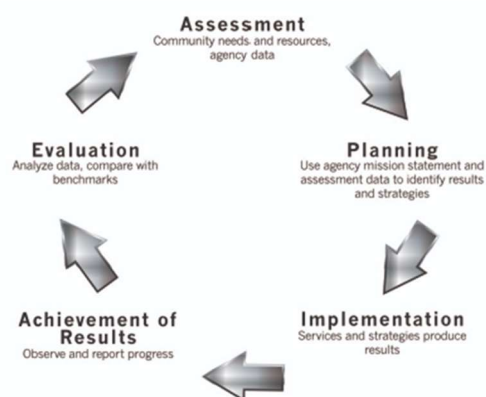 Assessment
Community needs and resources,
agency data
Evaluation
Analyze data, compare with
benchmarks
Planning
Use agency mission statement and
assessment data to identify results
and strategies
Achievement of
Results
Observe and report progress
Implementation
Services and strategies produce
results